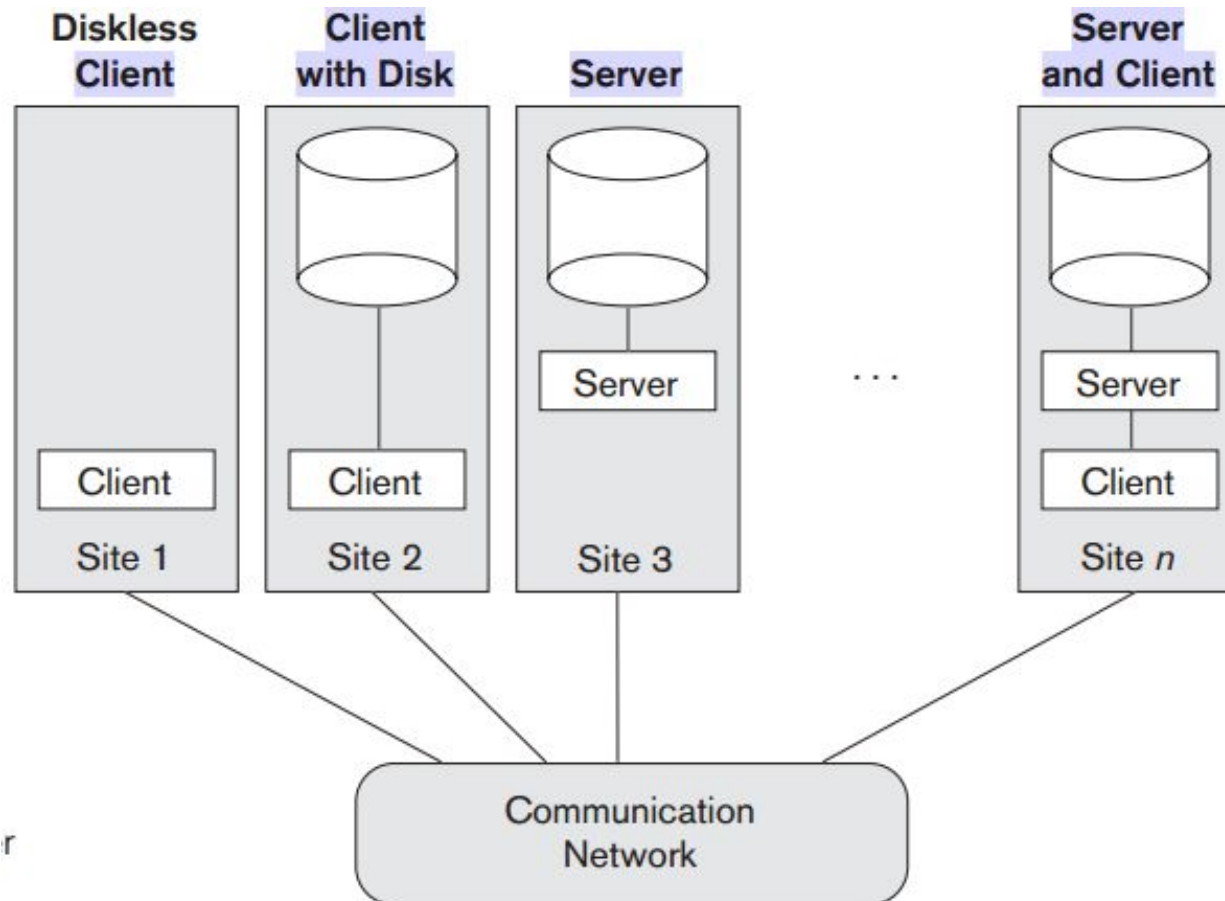 Diskless
Client
Client
with Disk
Server
Server
and Client
Server
...
Server
Client
Client
Client
Site 1
Site 2
Site 3
Site n
Communication
Network